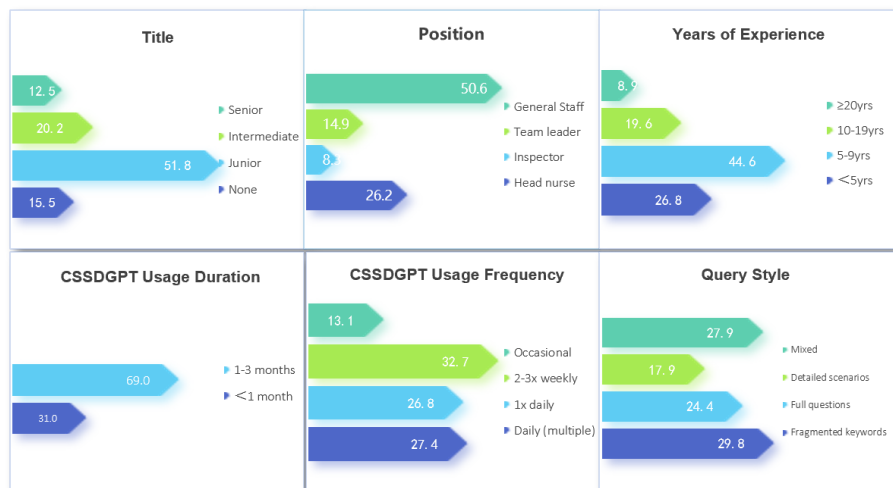 Title
12.5
20.2
51.8
15.5
Senior
Intermediate
Junior
None
Position
50.6
14.9
26.2
General Staff
Team leader
Inspector
Head nurse
Years of Experience
8.9
19.6
44.6
26.8
≥20yrs
10-19yrs
5-9yrs
<5yrs
CSSDGPT Usage Duration
69.0
31.0
1-3 months
<1 month
CSSDGPT Usage Frequency
13.1
32.7
26.8
27.4
Occasional
2-3x weekly
1x daily
Daily (multiple)
Query Style
27.9
17.9
24.4
29.8
Mixed
Detailed scenarios
Full questions
Fragmented keywords